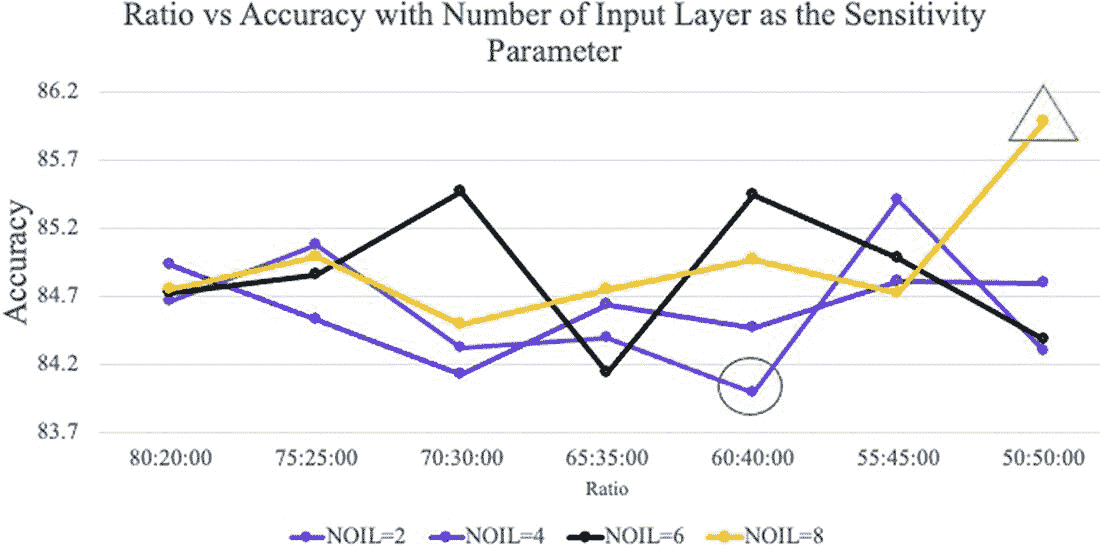 Ratio vs Accuracy with Number of Input Layer as the Sensitivity
Parameter
86.2
85.7
85.2
84.7
84.2
83.7
Accuracy
80:20:00 75:25:00 70:30:00 65:35:00 60:40:00 55:45:00 50:50:00
Ratio
NOIL=2 NOIL=4 NOIL=6 NOIL=8